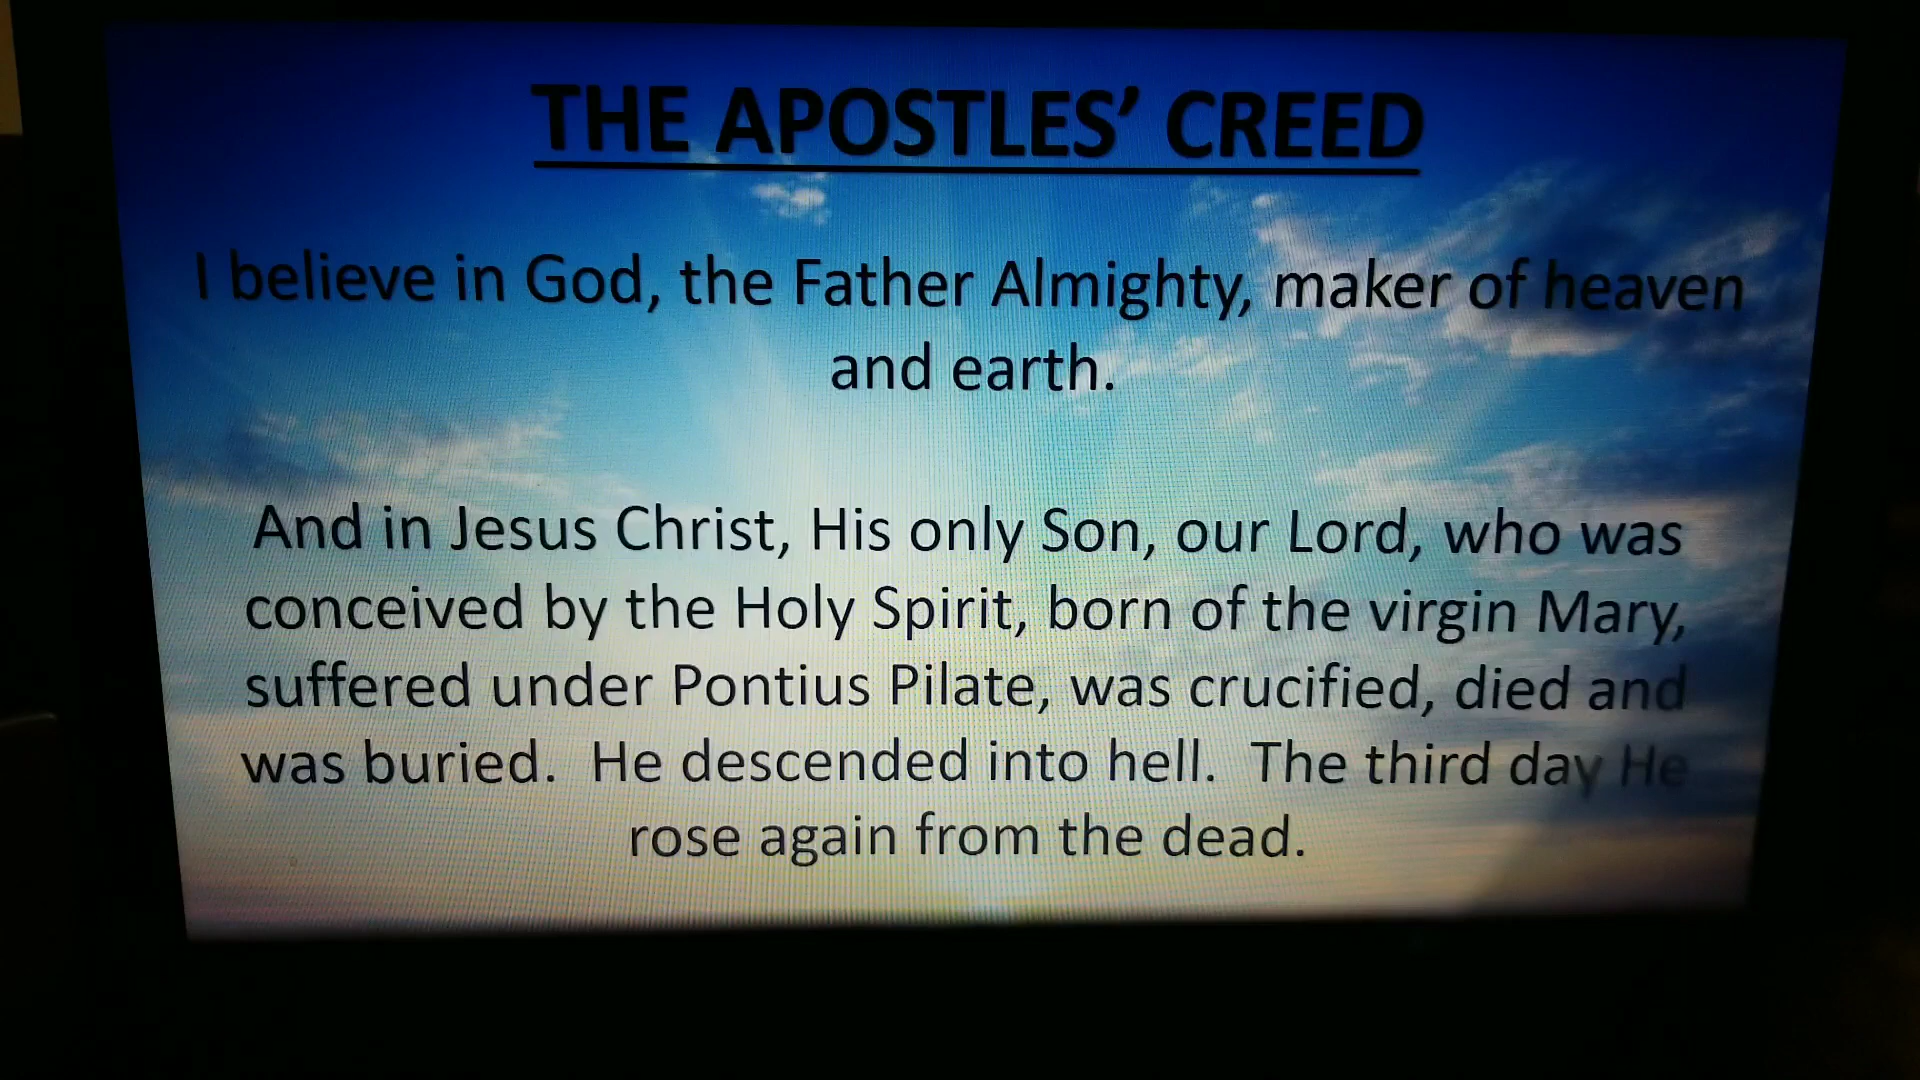 THE APOSTLES’ CREED
I believe in God, the Father Almighty, maker of heaven
and earth.
And in Jesus Christ, His only Son, our Lord, who was
conceived by the Holy Spirit, born of the virgin Mary,
suffered under Pontius Pilate, was crucified, died and
was buried.  He descended into hell.  The third day He
rose again from the dead.